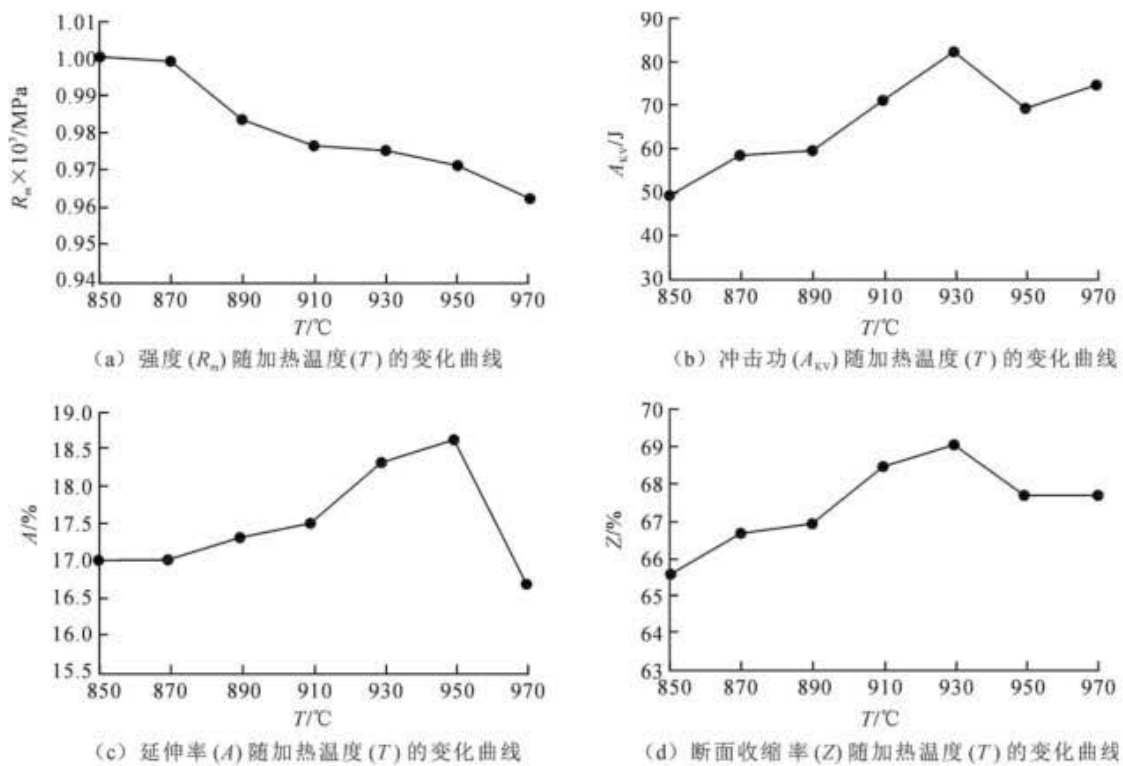 1.01
1.00
0.99
0.98
0.97
0.96
0.95
0.94
R_m×10³/MPa
850 870 890 910 930 950 970
T/℃
(a) 强度(R_m)随加热温度(T)的变化曲线
90
80
70
60
50
40
30
A_KV/J
850 870 890 910 930 950 970
T/℃
(b) 冲击功(A_KV)随加热温度(T)的变化曲线
19.0
18.5
18.0
17.5
17.0
16.5
16.0
15.5
A/%
850 870 890 910 930 950 970
T/℃
(c) 延伸率(A)随加热温度(T)的变化曲线
70
69
68
67
66
65
64
63
Z/%
850 870 890 910 930 950 970
T/℃
(d) 断面收缩率(Z)随加热温度(T)的变化曲线